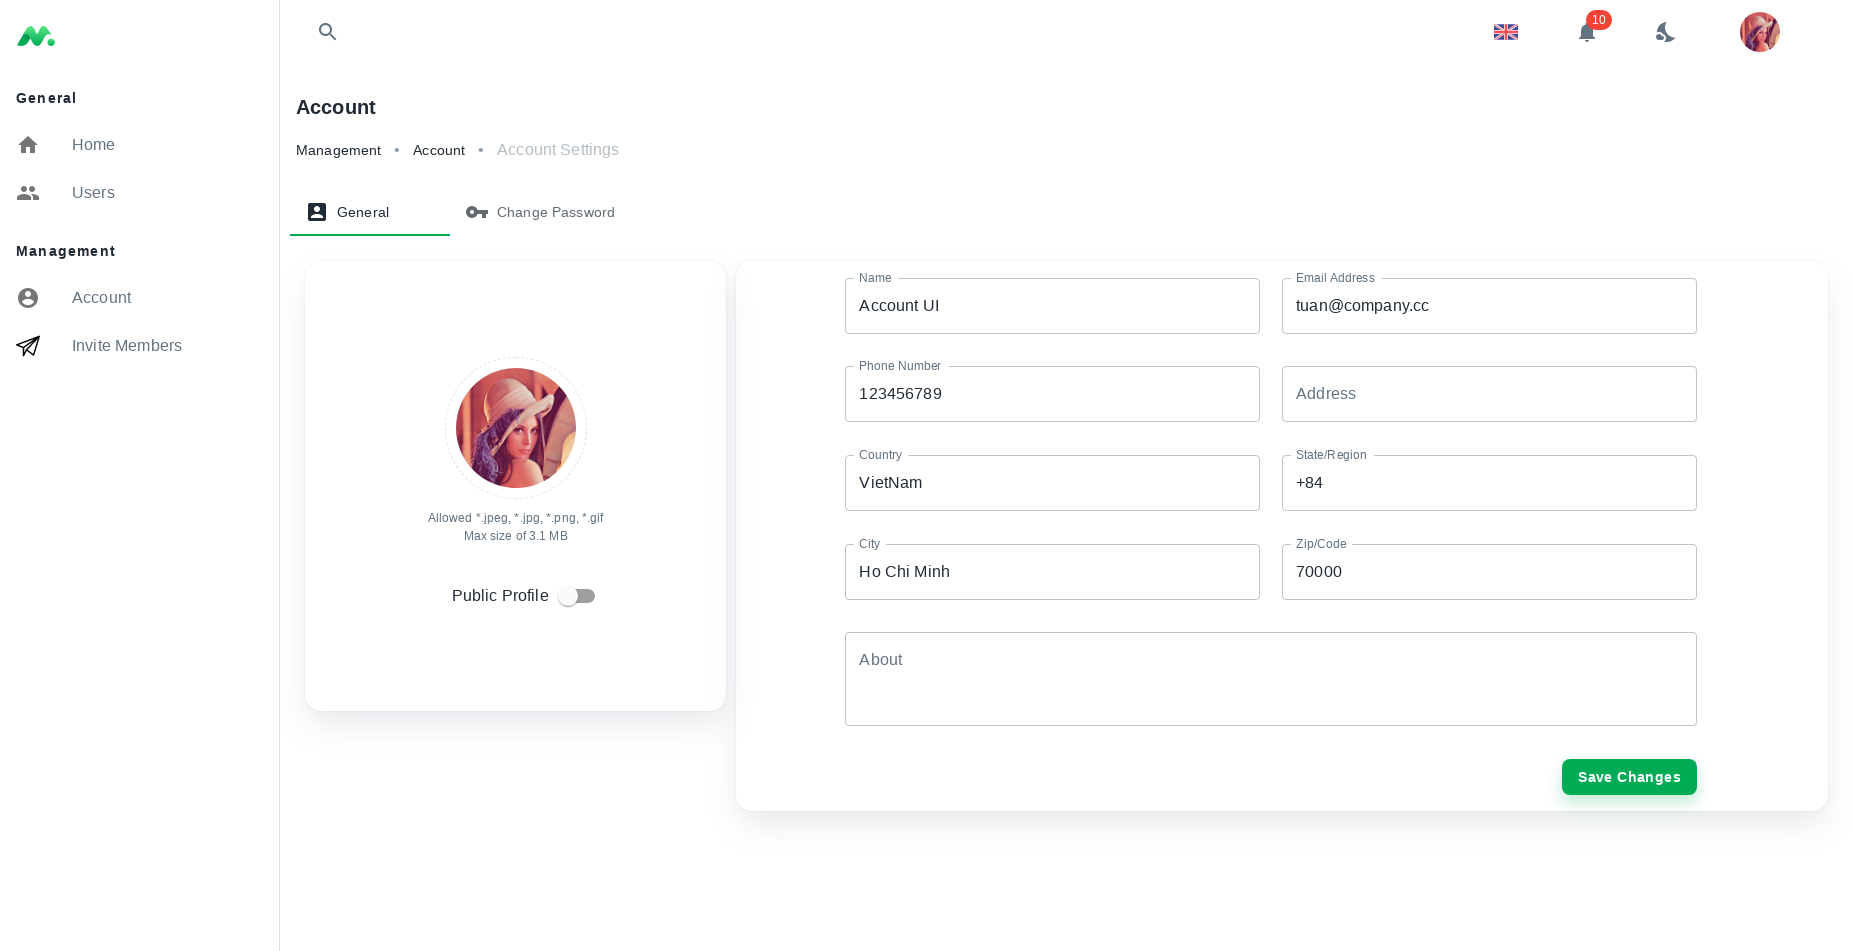 10
General
Home
Users
Management
Account
Invite Members
Account
Management • Account • Account Settings
General
Change Password
Allowed *.jpeg, *.jpg, *.png, *.gif
Max size of 3.1 MB
Public Profile
Name
Account UI
Email Address
tuan@company.cc
Phone Number
123456789
Address
Country
VietNam
State/Region
+84
City
Ho Chi Minh
Zip/Code
70000
About
Save Changes